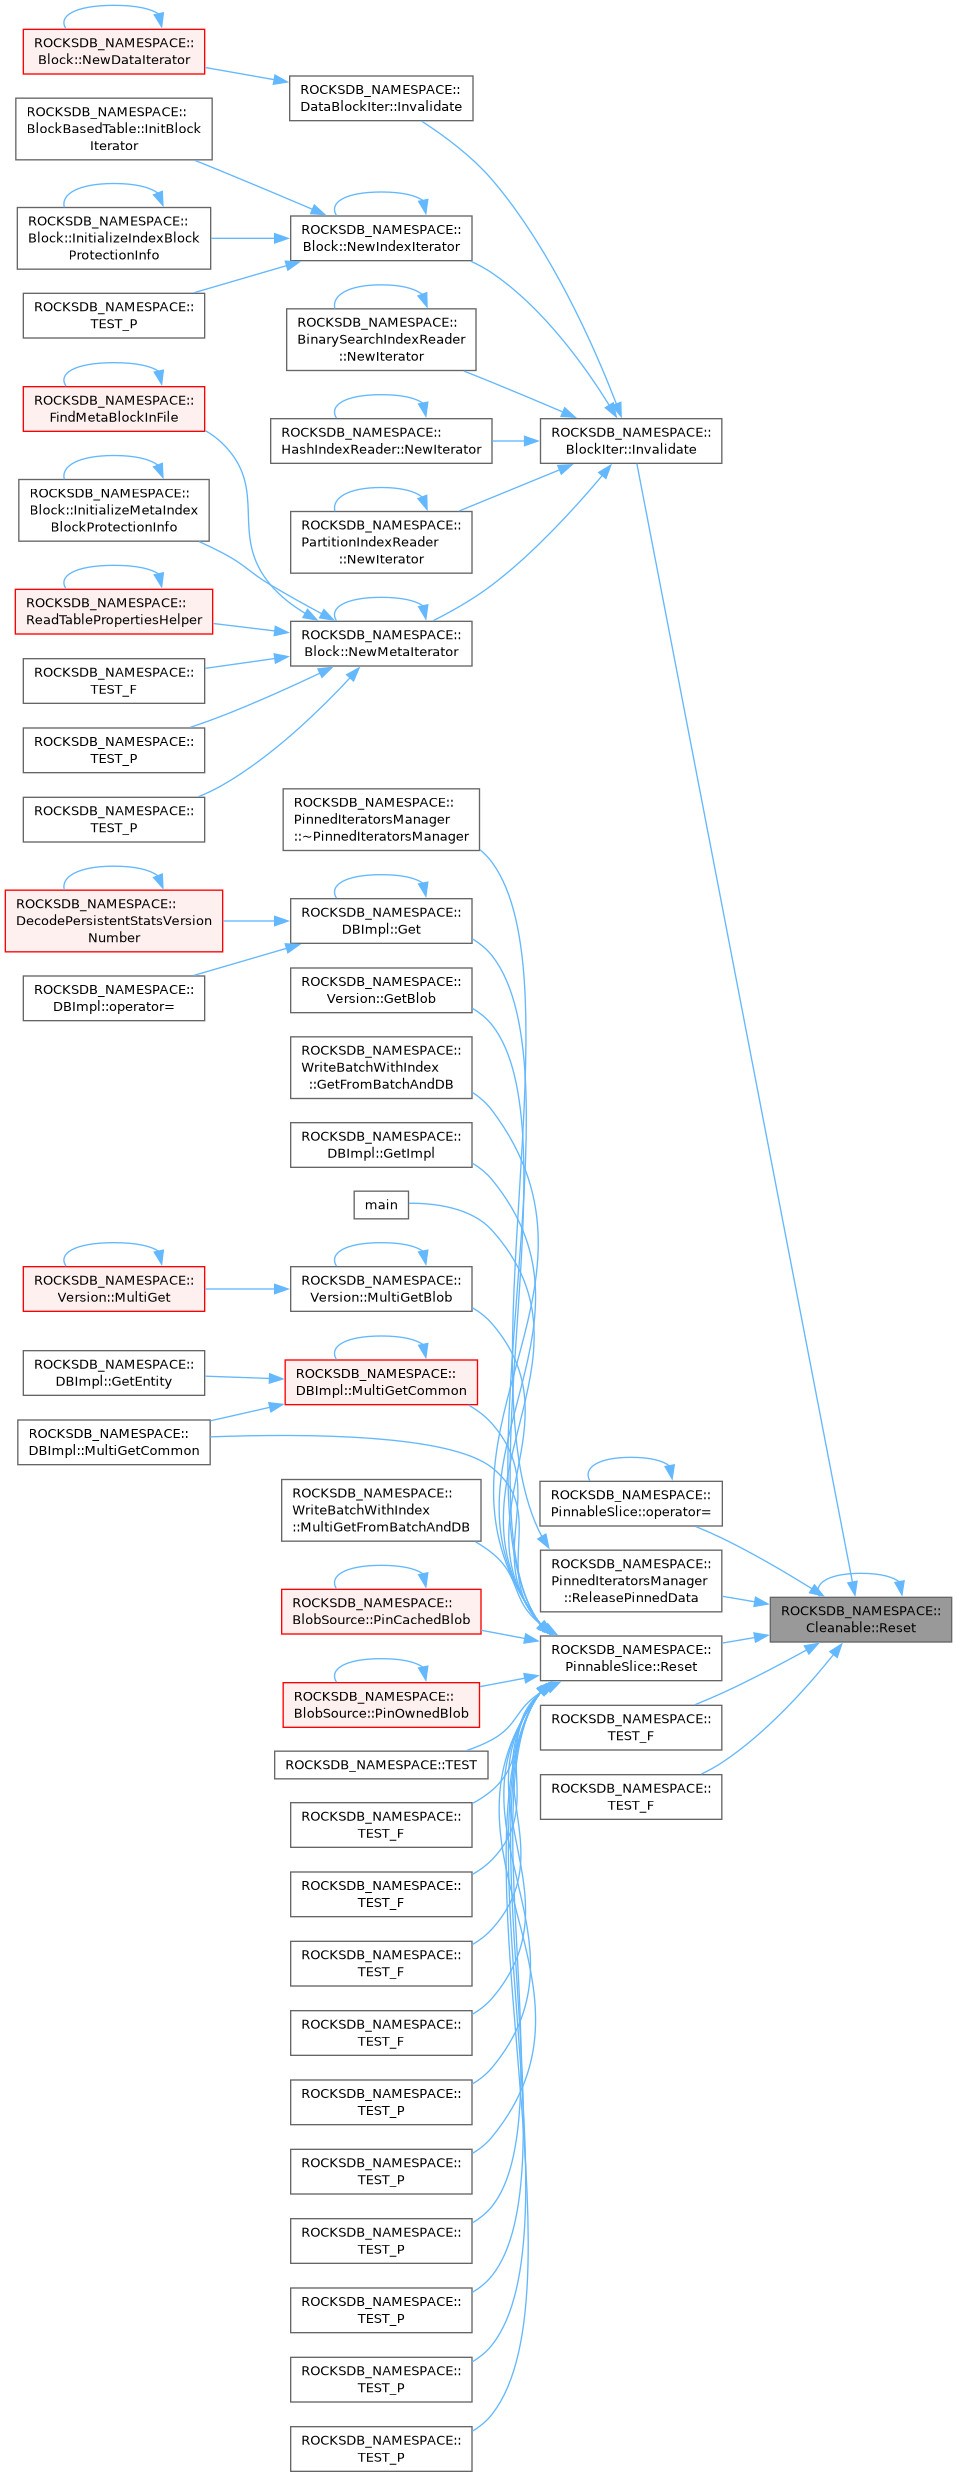 ROCKSDB_NAMESPACE::
Block::NewDataIterator
ROCKSDB_NAMESPACE::
DataBlockIter::Invalidate
ROCKSDB_NAMESPACE::
BlockBasedTable::InitBlock
Iterator
ROCKSDB_NAMESPACE::
Block::InitializeIndexBlock
ProtectionInfo
ROCKSDB_NAMESPACE::
Block::NewIndexIterator
ROCKSDB_NAMESPACE::
TEST_P
ROCKSDB_NAMESPACE::
BinarySearchIndexReader
::NewIterator
ROCKSDB_NAMESPACE::
FindMetaBlockInFile
ROCKSDB_NAMESPACE::
HashIndexReader::NewIterator
ROCKSDB_NAMESPACE::
BlockIter::Invalidate
ROCKSDB_NAMESPACE::
Block::InitializeMetaIndex
BlockProtectionInfo
ROCKSDB_NAMESPACE::
PartitionIndexReader
::NewIterator
ROCKSDB_NAMESPACE::
ReadTablePropertiesHelper
ROCKSDB_NAMESPACE::
Block::NewMetaIterator
ROCKSDB_NAMESPACE::
TEST_F
ROCKSDB_NAMESPACE::
TEST_P
ROCKSDB_NAMESPACE::
TEST_P
ROCKSDB_NAMESPACE::
PinnedIteratorsManager
::~PinnedIteratorsManager
ROCKSDB_NAMESPACE::
DecodePersistentStatsVersion
Number
ROCKSDB_NAMESPACE::
DBImpl::Get
ROCKSDB_NAMESPACE::
DBImpl::operator=
ROCKSDB_NAMESPACE::
Version::GetBlob
ROCKSDB_NAMESPACE::
WriteBatchWithIndex
::GetFromBatchAndDB
ROCKSDB_NAMESPACE::
DBImpl::GetImpl
main
ROCKSDB_NAMESPACE::
Version::MultiGet
ROCKSDB_NAMESPACE::
Version::MultiGetBlob
ROCKSDB_NAMESPACE::
DBImpl::GetEntity
ROCKSDB_NAMESPACE::
DBImpl::MultiGetCommon
ROCKSDB_NAMESPACE::
DBImpl::MultiGetCommon
ROCKSDB_NAMESPACE::
WriteBatchWithIndex
::MultiGetFromBatchAndDB
ROCKSDB_NAMESPACE::
PinnableSlice::operator=
ROCKSDB_NAMESPACE::
PinnedIteratorsManager
::ReleasePinnedData
ROCKSDB_NAMESPACE::
BlobSource::PinCachedBlob
ROCKSDB_NAMESPACE::
Cleanable::Reset
ROCKSDB_NAMESPACE::
PinnableSlice::Reset
ROCKSDB_NAMESPACE::
BlobSource::PinOwnedBlob
ROCKSDB_NAMESPACE::
TEST_F
ROCKSDB_NAMESPACE::TEST
ROCKSDB_NAMESPACE::
TEST_F
ROCKSDB_NAMESPACE::
TEST_F
ROCKSDB_NAMESPACE::
TEST_F
ROCKSDB_NAMESPACE::
TEST_F
ROCKSDB_NAMESPACE::
TEST_F
ROCKSDB_NAMESPACE::
TEST_P
ROCKSDB_NAMESPACE::
TEST_P
ROCKSDB_NAMESPACE::
TEST_P
ROCKSDB_NAMESPACE::
TEST_P
ROCKSDB_NAMESPACE::
TEST_P
ROCKSDB_NAMESPACE::
TEST_P